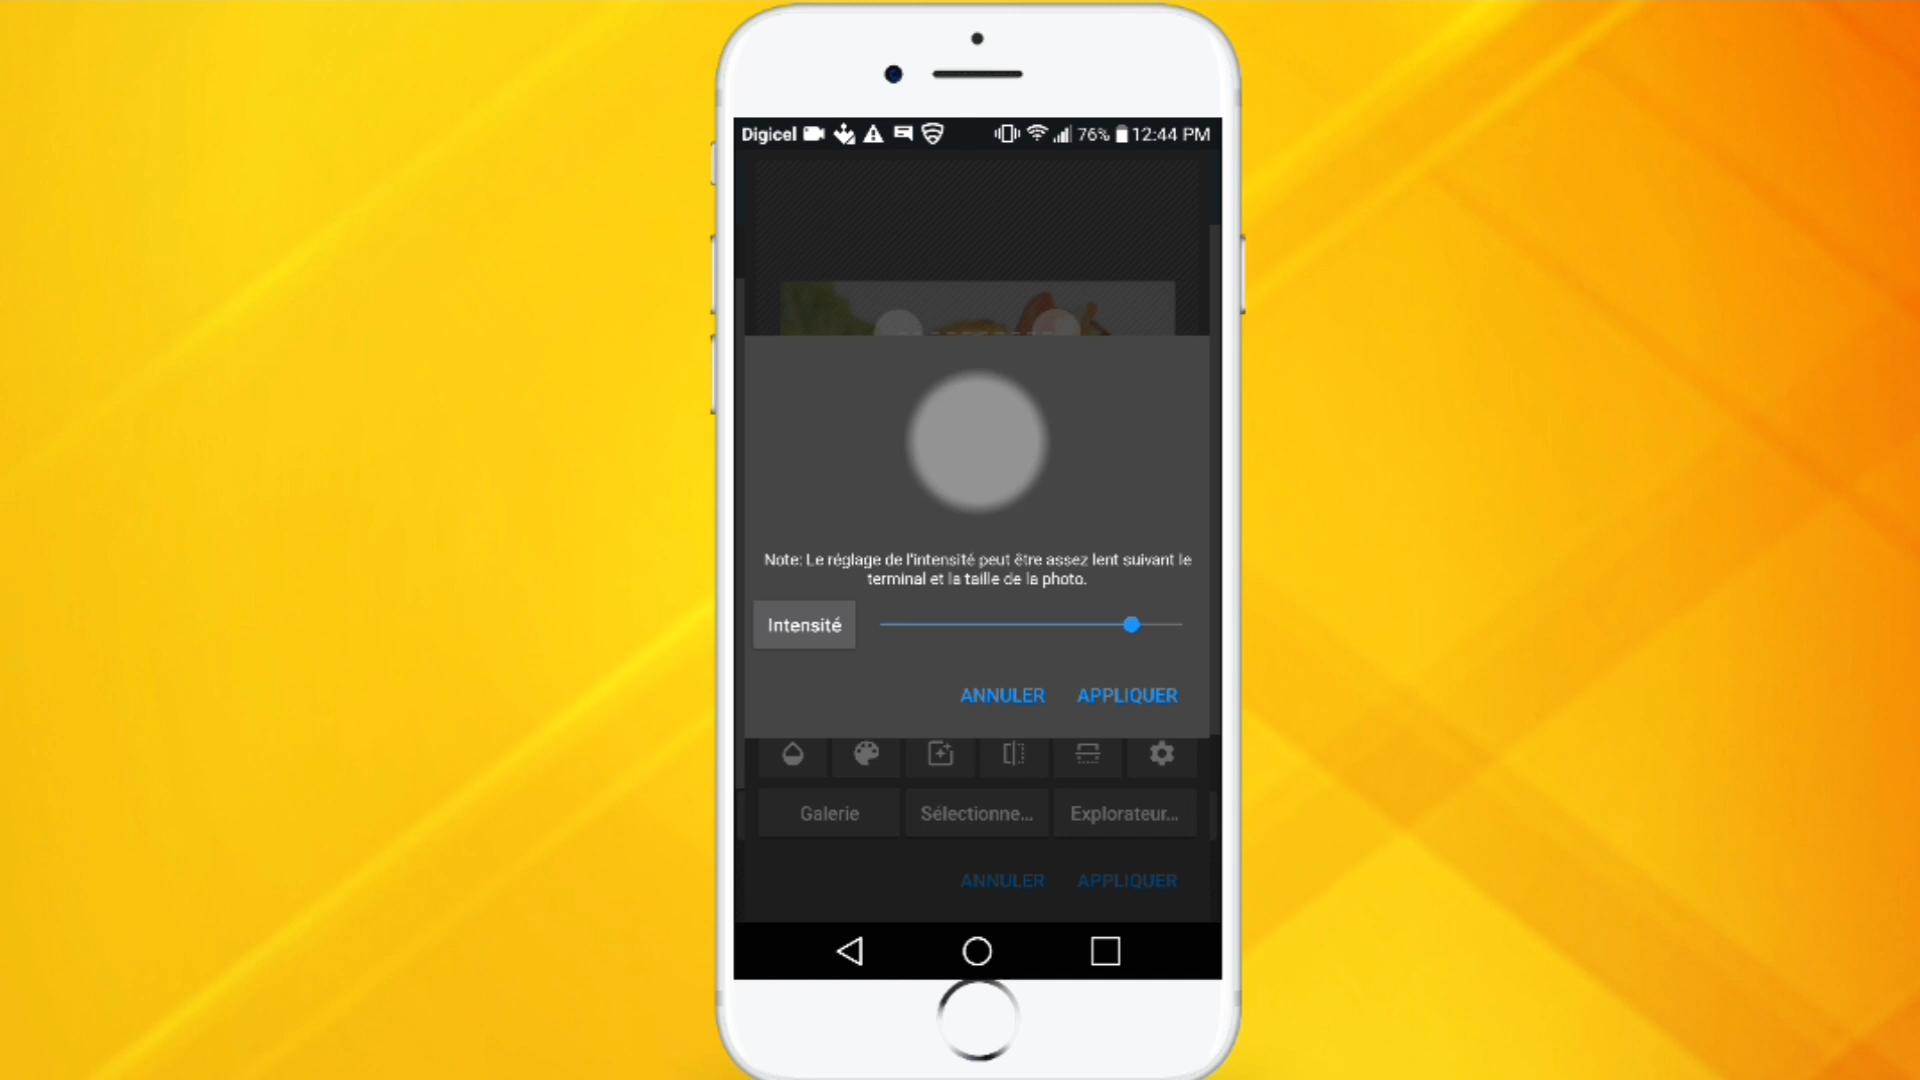 Digicel 76% 12:44 PM
Note: Le réglage de l'intensité peut être assez lent suivant le
terminal et la taille de la photo.
Intensité
ANNULER APPLIQUER
Galerie Sélectionne... Explorateur...
ANNULER APPLIQUER